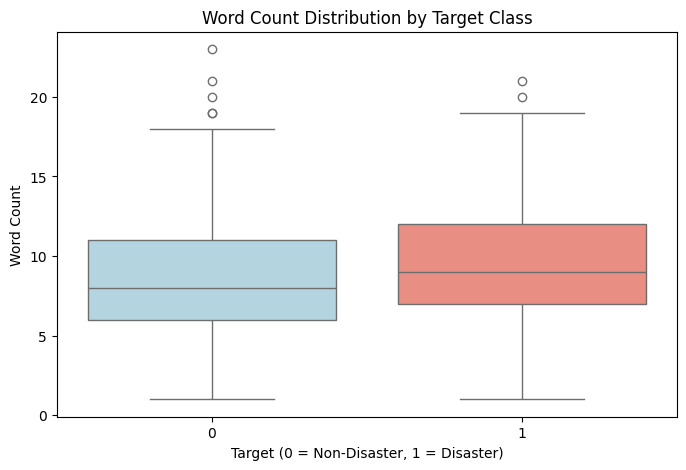 Word Count Distribution by Target Class
Word Count
20
15
10
5
0
0
1
Target (0 = Non-Disaster, 1 = Disaster)